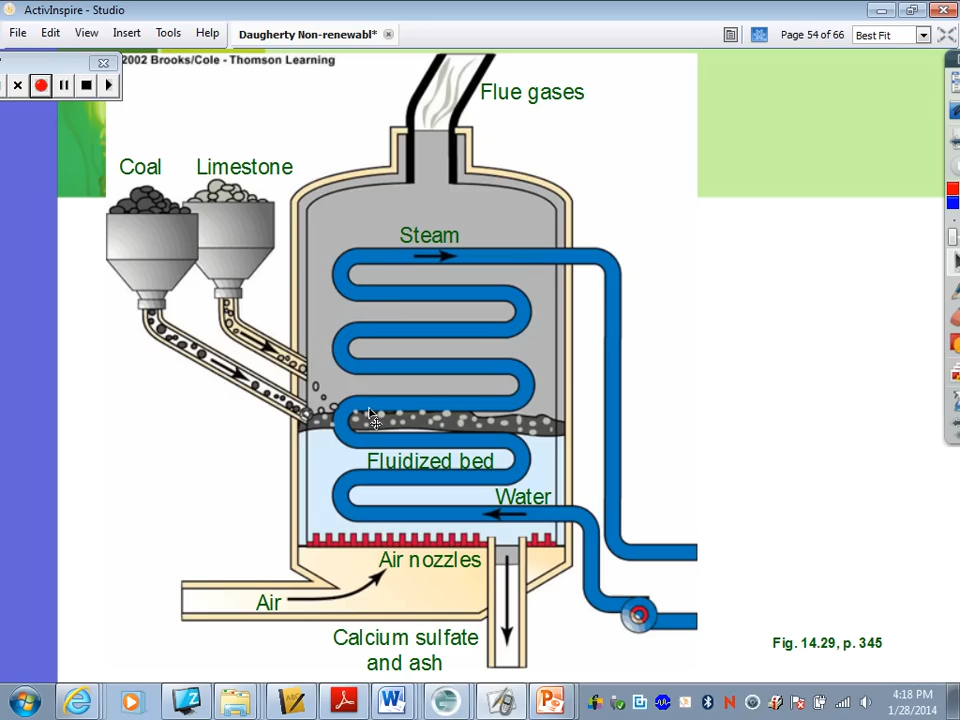 ActivInspire - Studio
File Edit View Insert Tools Help
Daugherty Non-renewabl*
Page 54 of 66
Best Fit
2002 Brooks/Cole - Thomson Learning
Flue gases
Coal
Limestone
Steam
Fluidized bed
Water
Air nozzles
Air
Calcium sulfate
and ash
Fig. 14.29, p. 345
4:18 PM
1/28/2014